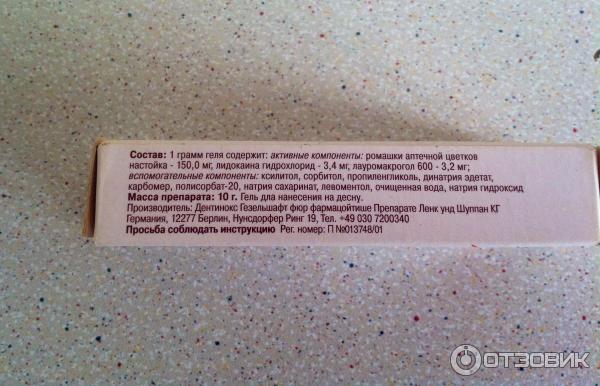 Состав: 1 грамм геля содержит: активные компоненты: ромашки аптечной цветков
настойка - 150,0 мг, лидокаина гидрохлорид - 3,4 мг, лауромакрогол 600 - 3,2 мг;
вспомогательные компоненты: ксилитол, сорбитол, пропиленгликоль, динатрия эдетат,
карбомер, полисорбат-20, натрия сахаринат, левоментол, очищенная вода, натрия гидроксид
Масса препарата: 10 г. Гель для нанесения на десну.
Производитель: Дентинокс Гезельшафт фюр фармацойтише Препарате Ленк унд Шуппан КГ
Германия, 12277 Берлин, Нунсдорфер Ринг 19, Тел. +49 030 7200340
Просьба соблюдать инструкцию Рег. номер: П №013748/01
ОТЗОВИК